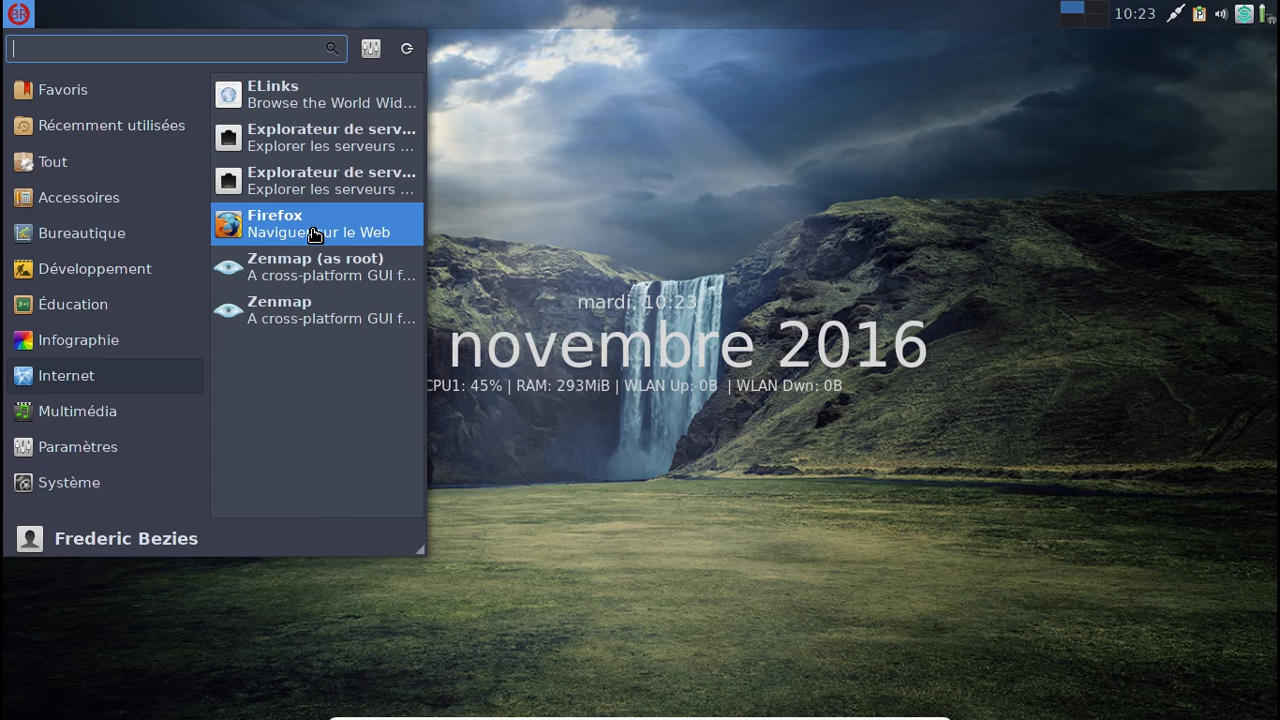 BR
10:23
Favoris
Récemment utilisées
Tout
Accessoires
Bureautique
Développement
Éducation
Infographie
Internet
Multimédia
Paramètres
Système
ELinks
Browse the World Wid...
Explorateur de serv...
Explorer les serveurs ...
Explorateur de serv...
Explorer les serveurs ...
Firefox
Naviguer sur le Web
Zenmap (as root)
A cross-platform GUI f...
Zenmap
A cross-platform GUI f...
Frederic Bezies
mardi, 10:23
novembre 2016
CPU1: 45% | RAM: 293MiB | WLAN Up: 0B | WLAN Dwn: 0B